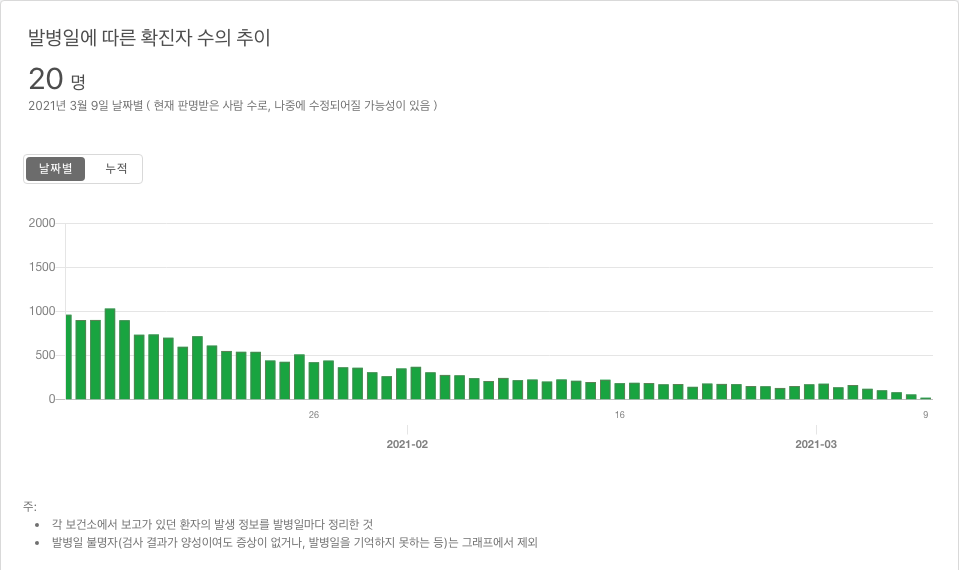 발병일에 따른 확진자 수의 추이
20 명
2021년 3월 9일 날짜별 ( 현재 판명받은 사람 수로, 나중에 수정되어질 가능성이 있음 )
날짜별 누적
2000
1500
1000
500
0
26 16 9
2021-02 2021-03
주:
• 각 보건소에서 보고가 있던 환자의 발생 정보를 발병일마다 정리한 것
• 발병일 불명자(검사 결과가 양성이여도 증상이 없거나, 발병일을 기억하지 못하는 등)는 그래프에서 제외